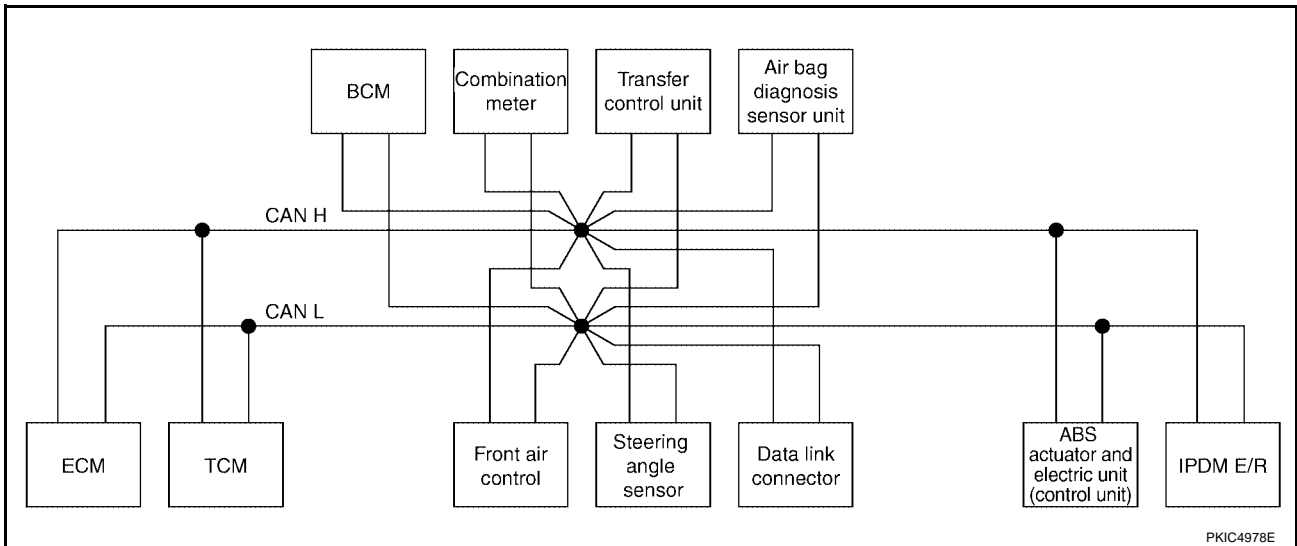 BCM
Combination
meter
Transfer
control unit
Air bag
diagnosis
sensor unit
CAN H
CAN L
ECM
TCM
Front air
control
Steering
angle
sensor
Data link
connector
ABS
actuator and
electric unit
(control unit)
IPDM E/R
PKIC4978E